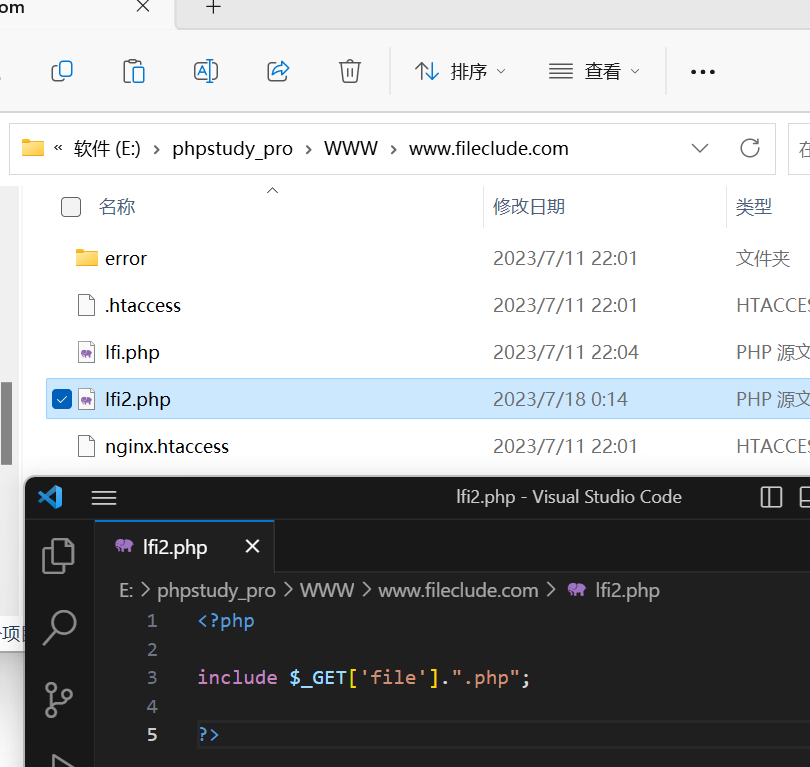 om
排序
查看
« 软件 (E:) › phpstudy_pro › WWW › www.fileclude.com
在
名称 修改日期 类型
error 2023/7/11 22:01 文件夹
.htaccess 2023/7/11 22:01 HTACCES
lfi.php 2023/7/11 22:04 PHP 源文
lfi2.php 2023/7/18 0:14 PHP 源文
nginx.htaccess 2023/7/11 22:01 HTACCES
个项目
lfi2.php - Visual Studio Code
lfi2.php
E: > phpstudy_pro > WWW > www.fileclude.com > lfi2.php
1 <?php
2
3 include $_GET['file'].".php";
4
5 ?>